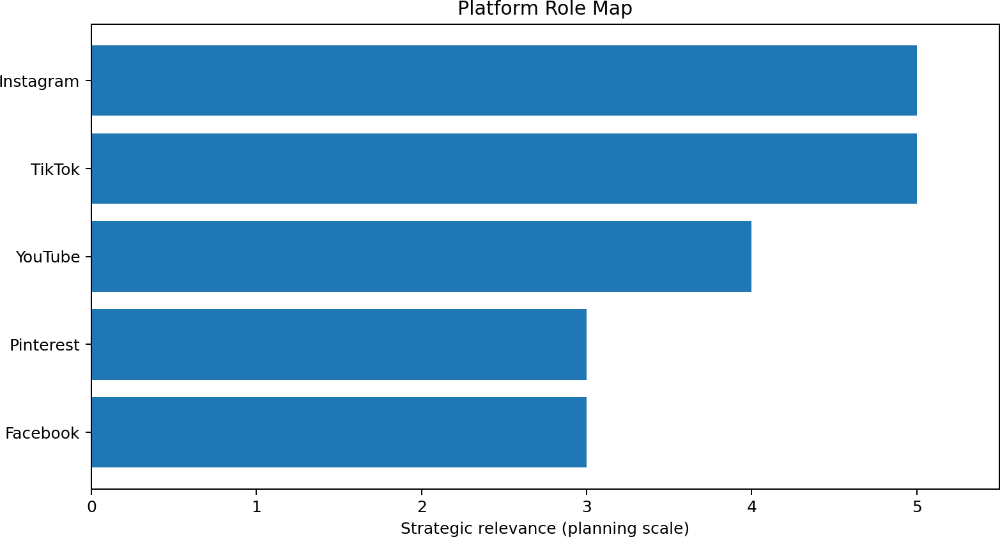 Platform Role Map
Instagram
TikTok
YouTube
Pinterest
Facebook
0 1 2 3 4 5
Strategic relevance (planning scale)